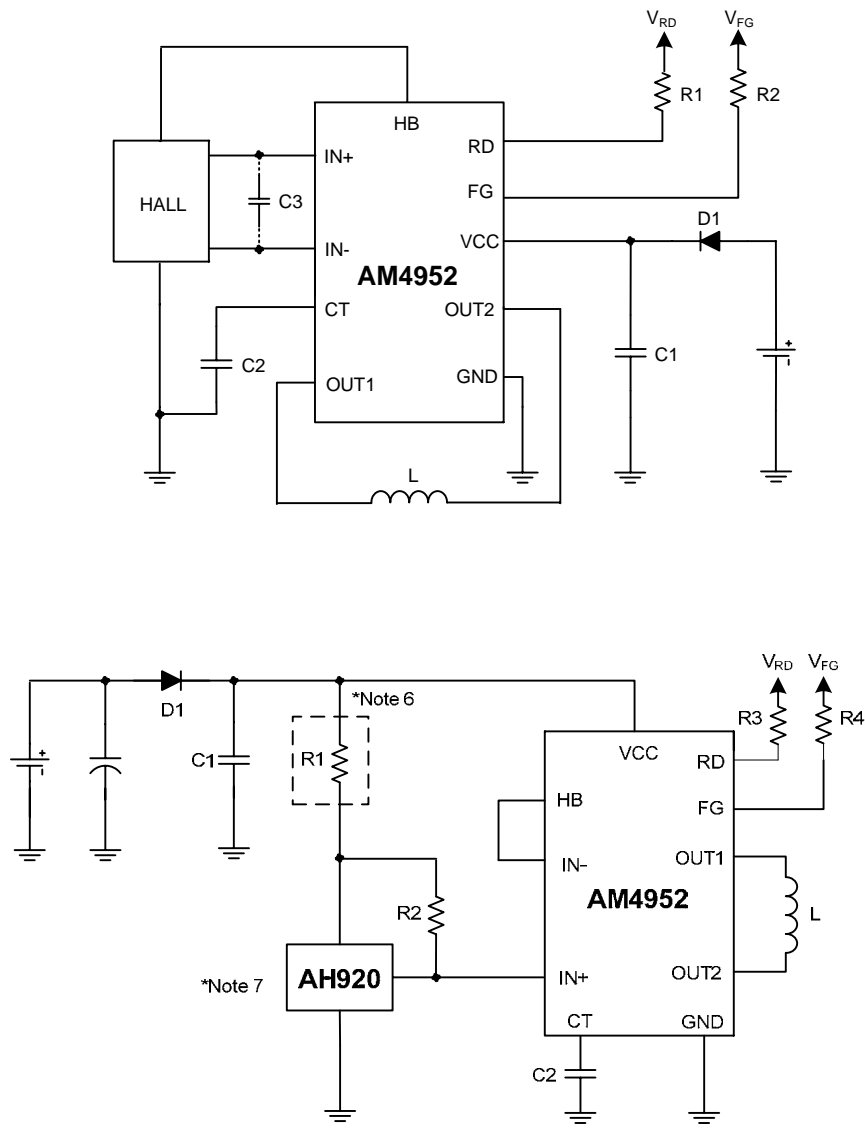 VRD
VFG
R1
R2
HB
RD
IN+
FG
HALL
C3
D1
VCC
IN-
AM4952
CT
OUT2
C2
C1
+
-
OUT1
GND
L
VRD
VFG
*Note 6
D1
R3
R4
VCC
RD
+
-
C1
R1
HB
FG
IN-
OUT1
AM4952
R2
L
*Note 7
AH920
IN+
OUT2
CT
GND
C2